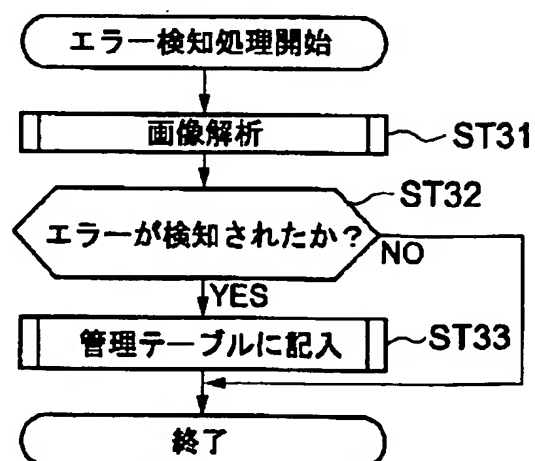 エラー検知処理開始
画像解析
ST31
ST32
エラーが検知されたか?
NO
YES
管理テーブルに記入
ST33
終了